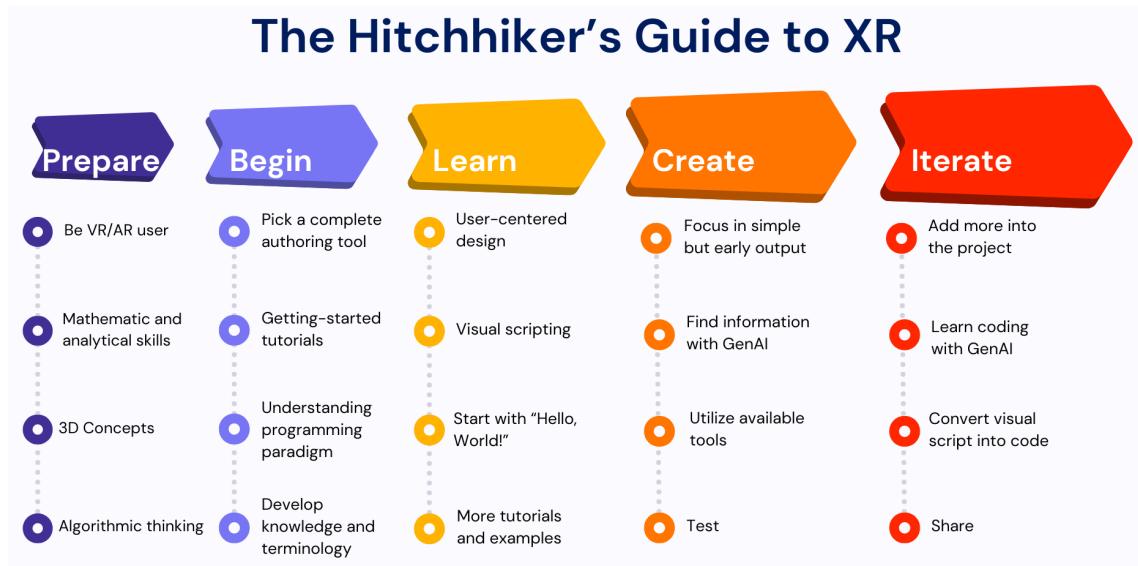 The Hitchhiker's Guide to XR
Prepare
Be VR/AR user
Mathematic and
analytical skills
3D Concepts
Algorithmic thinking
Begin
Pick a complete
authoring tool
Getting-started
tutorials
Understanding
programming
paradigm
Develop
knowledge and
terminology
Learn
User-centered
design
Visual scripting
Start with “Hello,
World!”
More tutorials
and examples
Create
Focus in simple
but early output
Find information
with GenAI
Utilize available
tools
Test
Iterate
Add more into
the project
Learn coding
with GenAI
Convert visual
script into code
Share